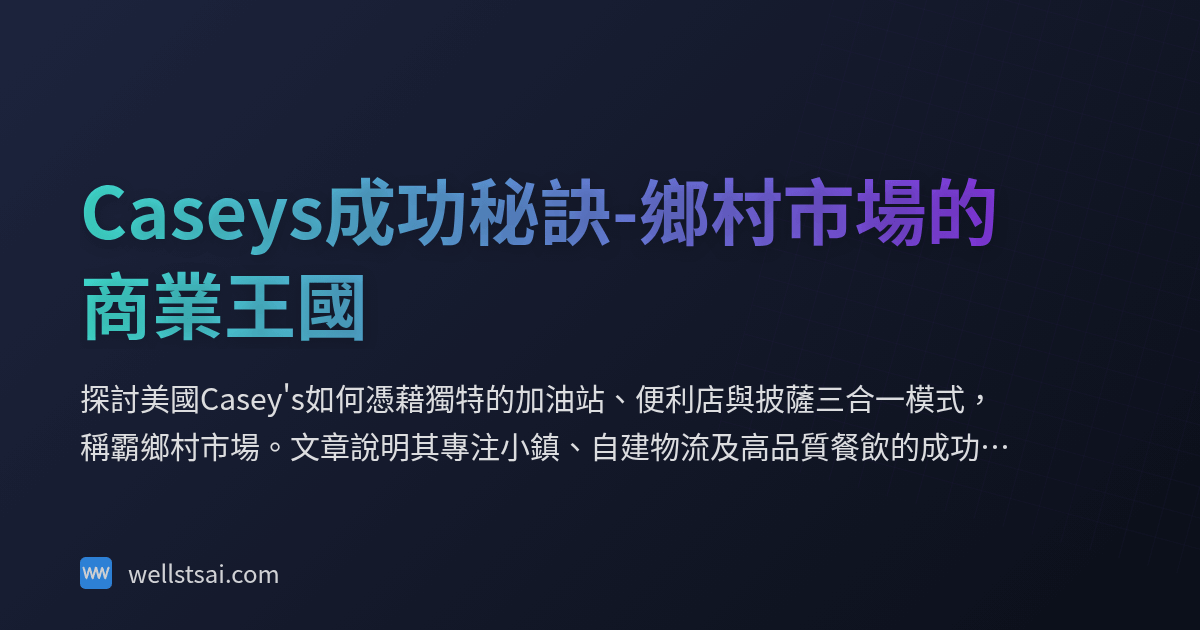 Caseys成功秘訣-鄉村市場的
商業王國
探討美國Casey's如何憑藉獨特的加油站、便利店與披薩三合一模式，
稱霸鄉村市場。文章說明其專注小鎮、自建物流及高品質餐飲的成功…
wellstsai.com